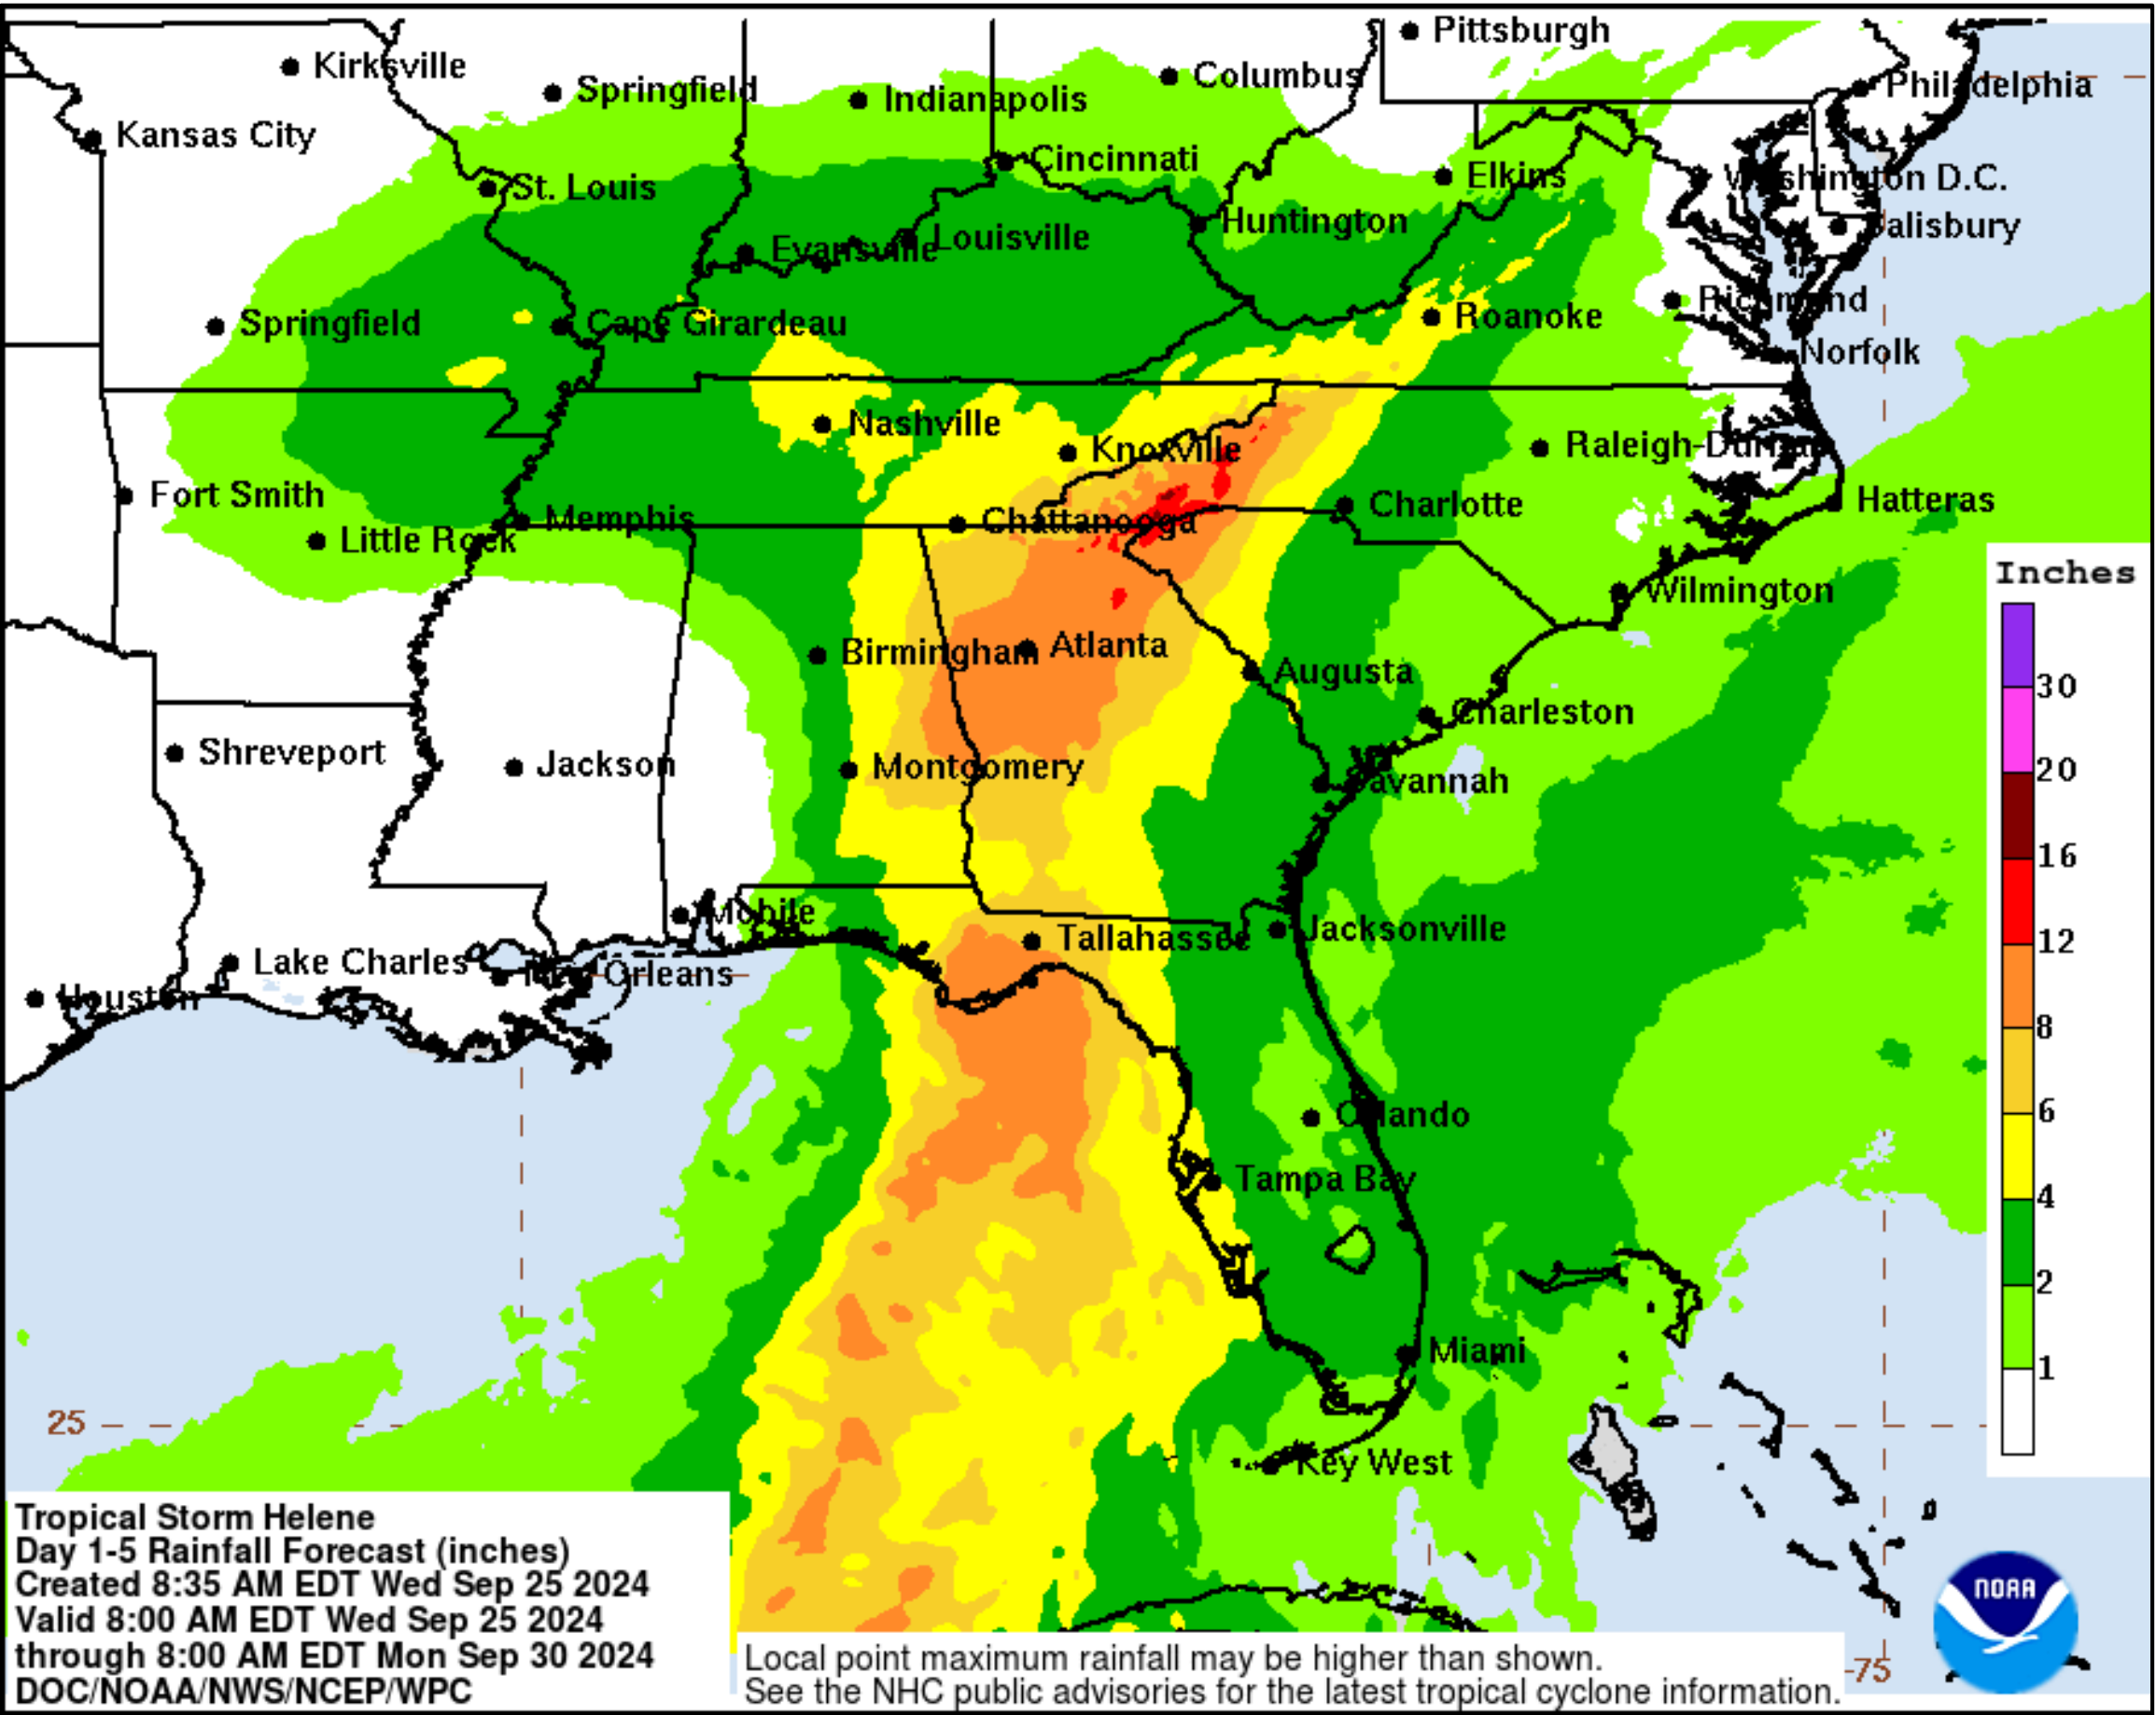 Pittsburgh
Kirksville
Springfield
Columbus
Indianapolis
Philadelphia
Kansas City
Cincinnati
St. Louis
Elkins
Washington D.C.
Huntington
Salisbury
Evansville
Louisville
Richmond
Springfield
Cape Girardeau
Roanoke
Norfolk
Nashville
Knoxville
Raleigh-Durham
Fort Smith
Hatteras
Charlotte
Memphis
Chattanooga
Little Rock
Inches
Wilmington
Birmingham
Atlanta
Augusta
30
Charleston
Shreveport
Jackson
Montgomery
20
Savannah
16
Mobile
Tallahassee
Jacksonville
12
Lake Charles
New Orleans
Houston
8
Orlando
6
Tampa Bay
4
2
Miami
1
25
Key West
Tropical Storm Helene
Day 1-5 Rainfall Forecast (inches)
Created 8:35 AM EDT Wed Sep 25 2024
Valid 8:00 AM EDT Wed Sep 25 2024
through 8:00 AM EDT Mon Sep 30 2024
DOC/NOAA/NWS/NCEP/WPC
Local point maximum rainfall may be higher than shown.
See the NHC public advisories for the latest tropical cyclone information.
-75
NOAA